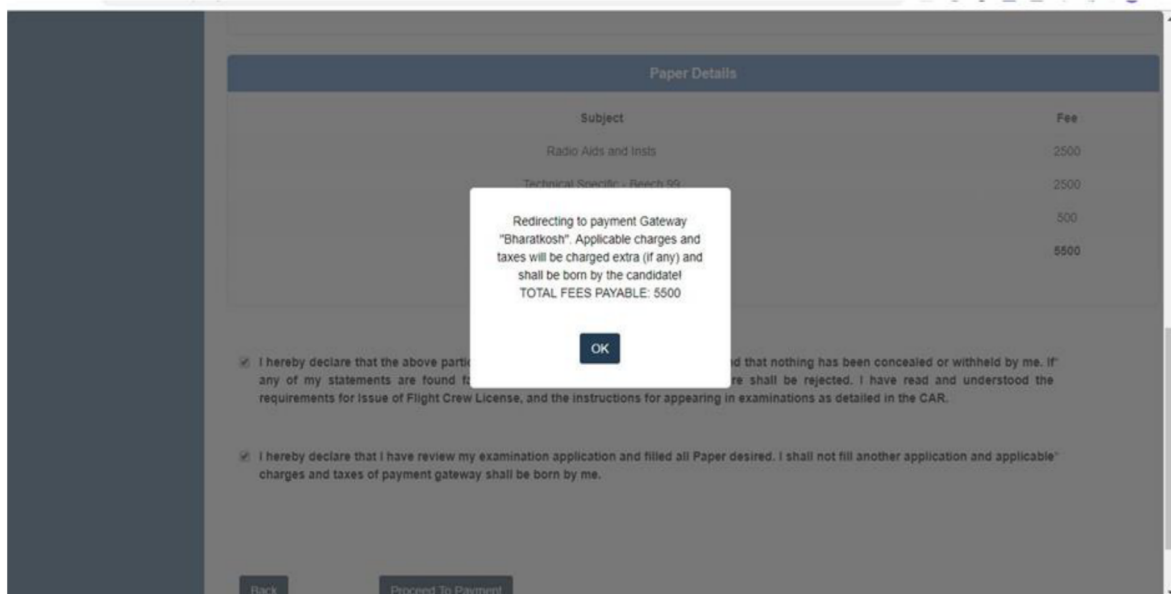 Paper Details
Subject Fee
Radio Aids and Insts 2500
Technical Specific - Beech 99 2500
500
5500
Redirecting to payment Gateway
"Bharatkosh". Applicable charges and
taxes will be charged extra (if any) and
shall be born by the candidate!
TOTAL FEES PAYABLE: 5500
OK
I hereby declare that the above partic d that nothing has been concealed or withheld by me. If
any of my statements are found fa re shall be rejected. I have read and understood the
requirements for Issue of Flight Crew License, and the instructions for appearing in examinations as detailed in the CAR.
I hereby declare that I have review my examination application and filled all Paper desired. I shall not fill another application and applicable
charges and taxes of payment gateway shall be born by me.
Back Proceed To Payment